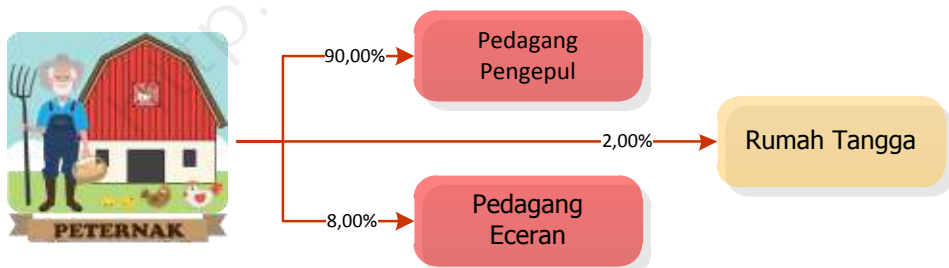 90,00%
Pedagang
Pengepul
2,00%
Rumah Tangga
8,00%
Pedagang
Eceran
PETERNAK